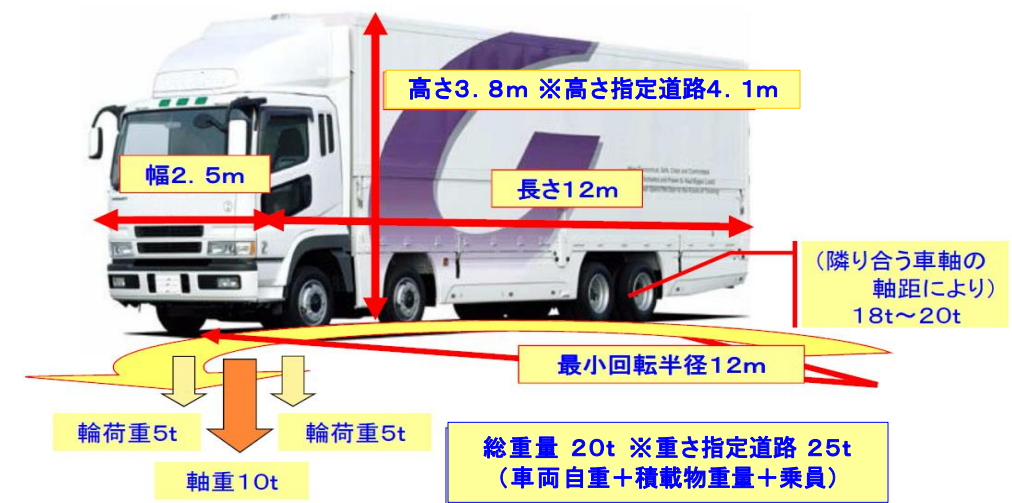 高さ3.8m ※高さ指定道路4.1m
幅2.5m
長さ12m
(隣り合う車軸の
軸距により)
18t～20t
最小回転半径12m
輪荷重5t
輪荷重5t
軸重10t
総重量 20t ※重さ指定道路 25t
(車両自重＋積載物重量＋乗員)